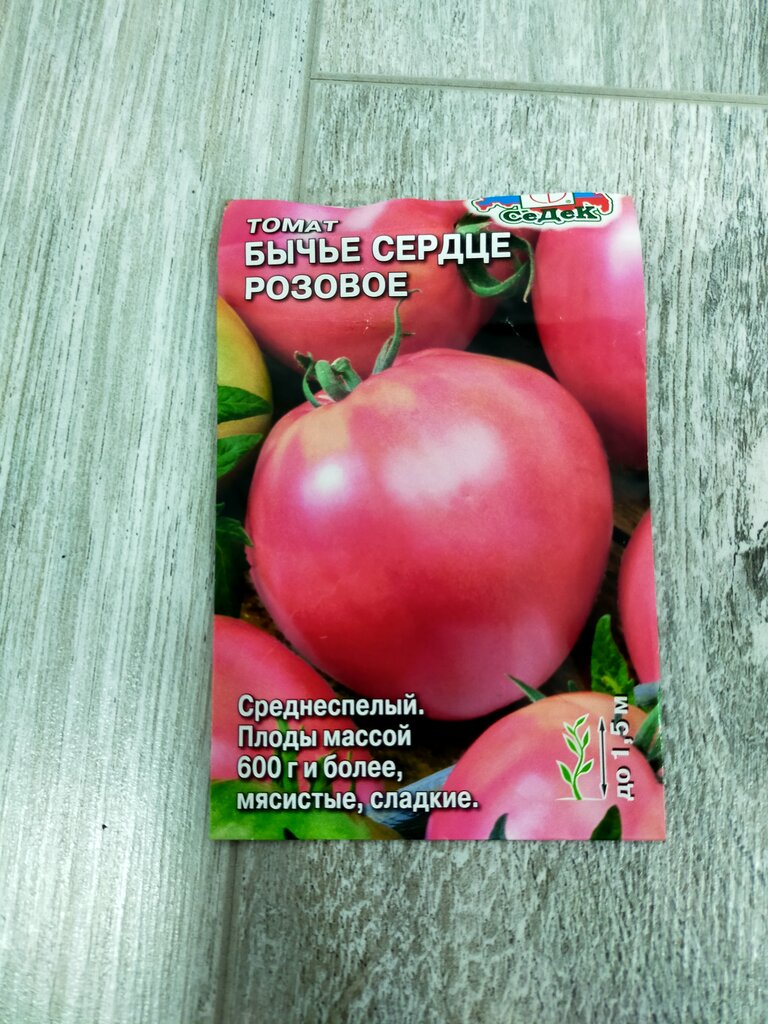 СеДеК
ТОМАТ
БЫЧЬЕ СЕРДЦЕ
РОЗОВОЕ
Среднеспелый.
Плоды массой
600 г и более,
мясистые, сладкие.
до 1,5 м